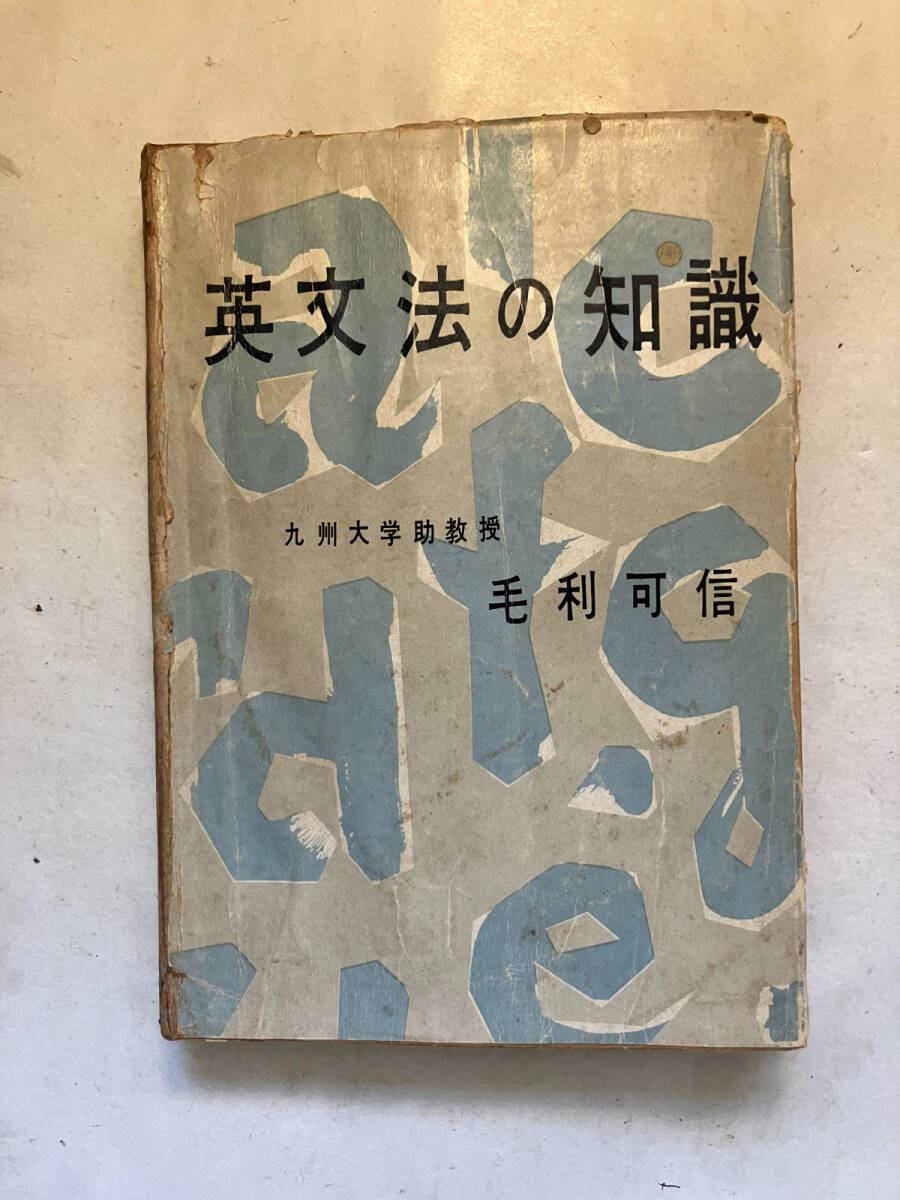 英文法の知識
九州大学助教授
毛利可信